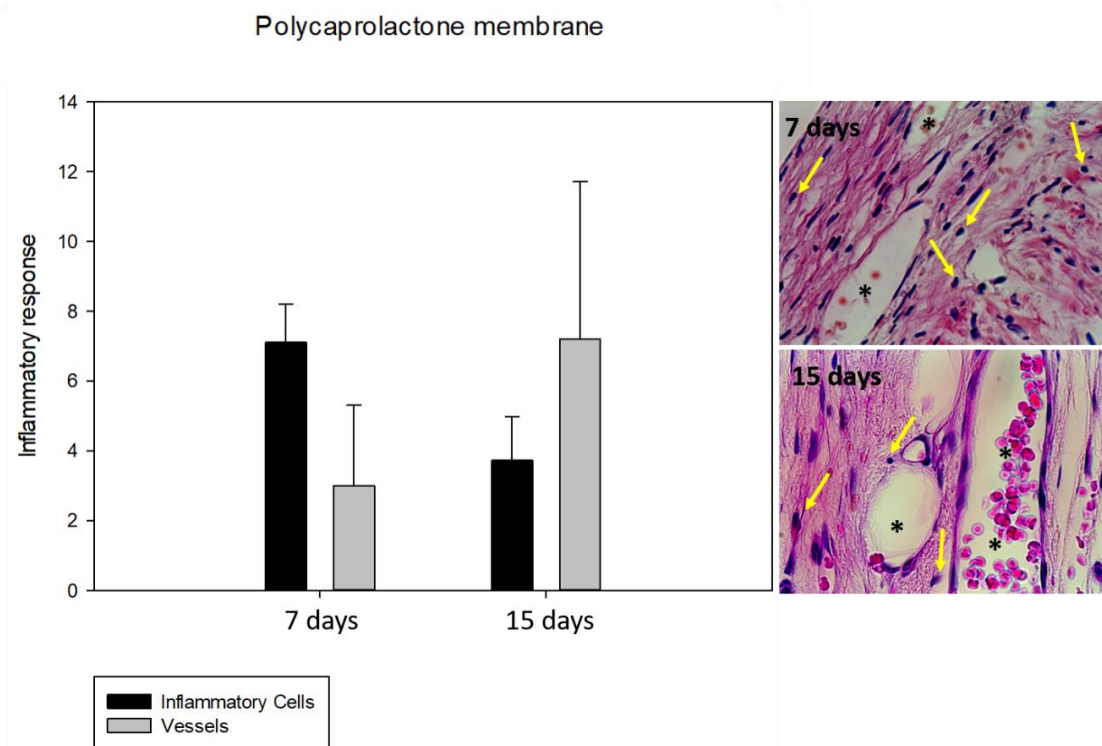 Polycaprolactone membrane
Inflammatory response
14
12
10
8
6
4
2
0
7 days
15 days
Inflammatory Cells
Vessels
7 days
*
*
15 days
*
*
*